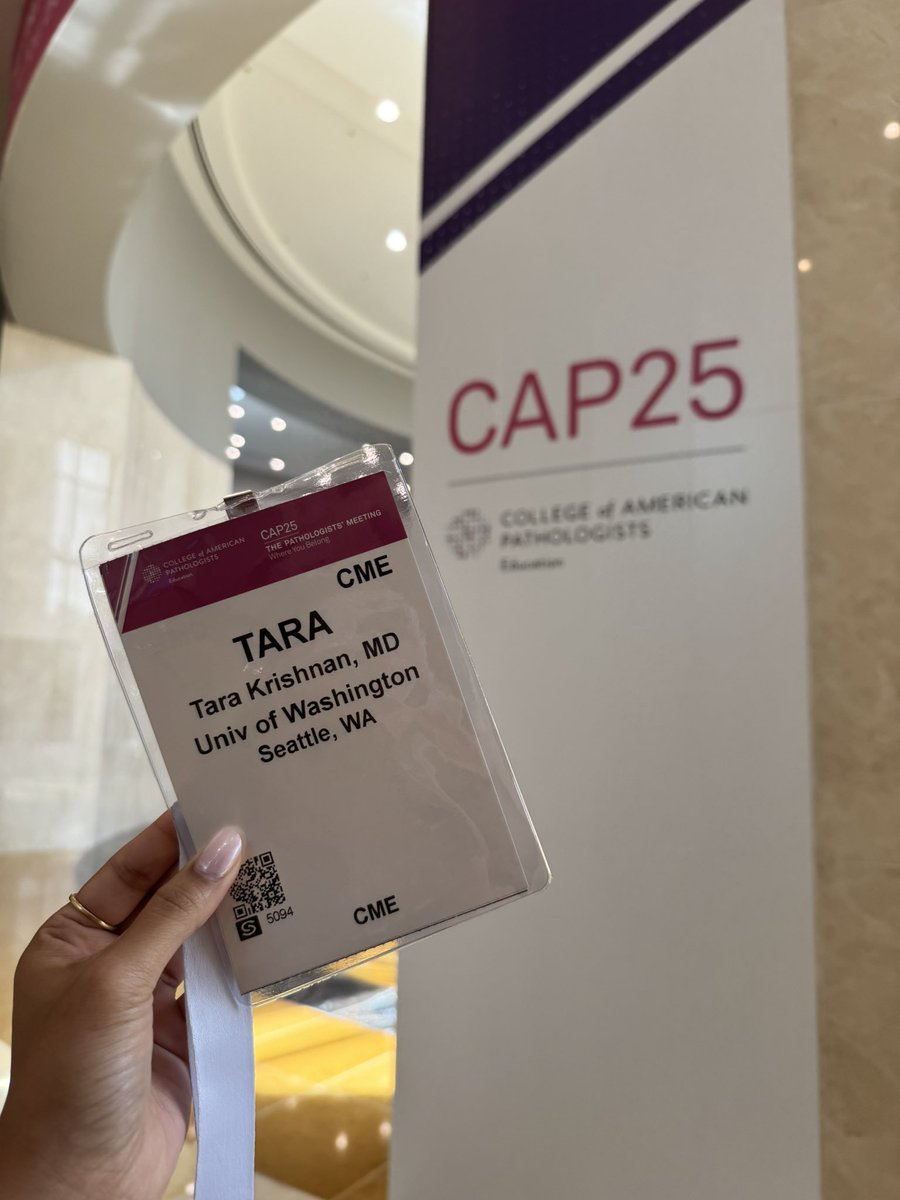 CAP25
COLLEGE of AMERICAN
PATHOLOGISTS
Education
COLLEGE of AMERICAN
PATHOLOGISTS
Education
CAP25
THE PATHOLOGISTS' MEETING
Where You Belong
CME
TARA
Tara Krishnan, MD
Univ of Washington
Seattle, WA
S 5094
CME